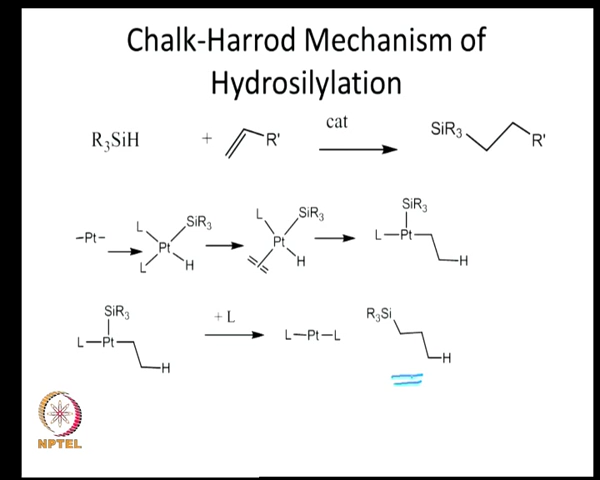 Chalk-Harrod Mechanism of
Hydrosilylation
R₃SiH + R' cat SiR₃ R'
-Pt- L L Pt SiR₃ H L Pt SiR₃ H SiR₃ L-Pt H
SiR₃ L-Pt H + L L-Pt-L R₃Si H
NPTEL